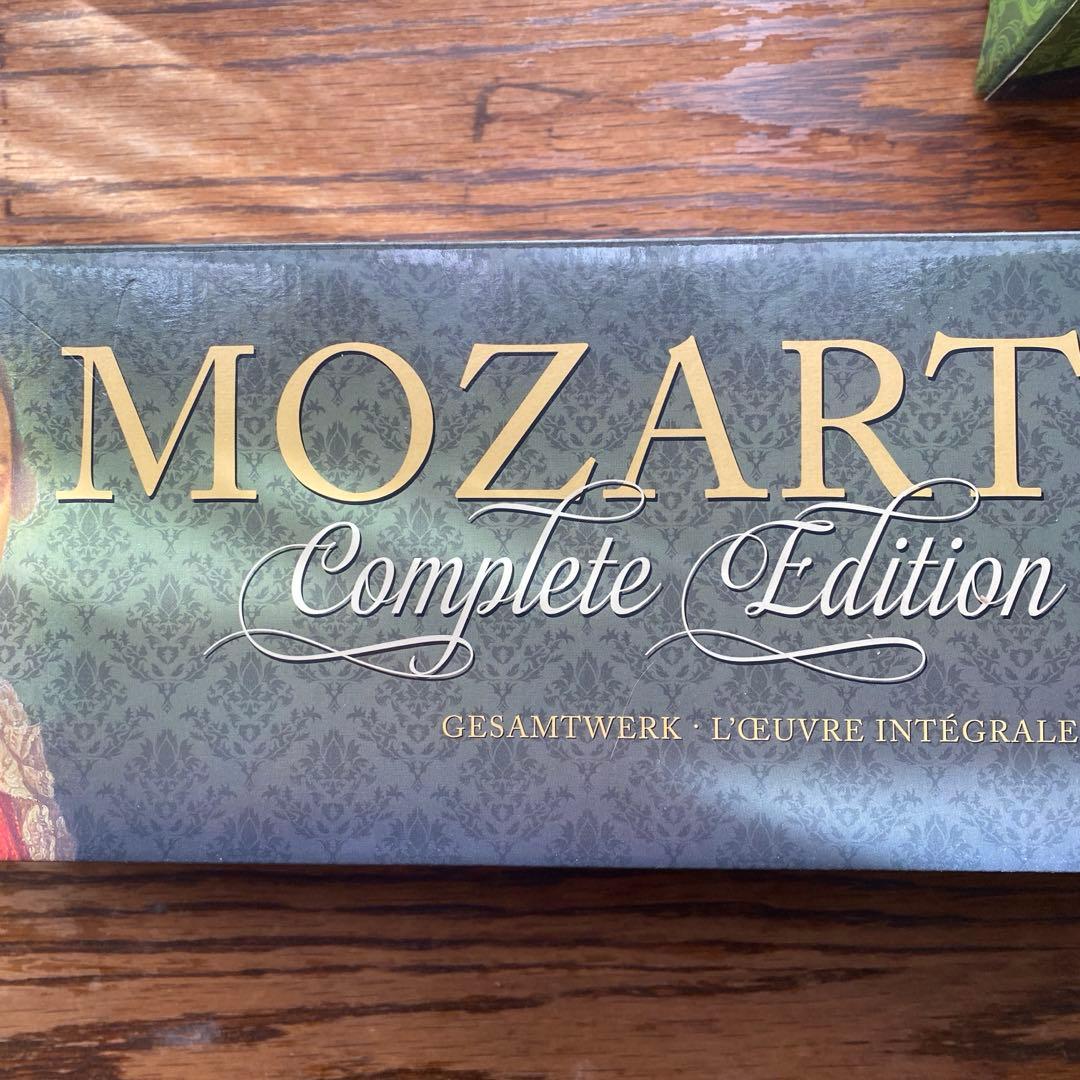 MOZART
Complete Edition
GESAMTWERK · L'ŒUVRE INTÉGRALE